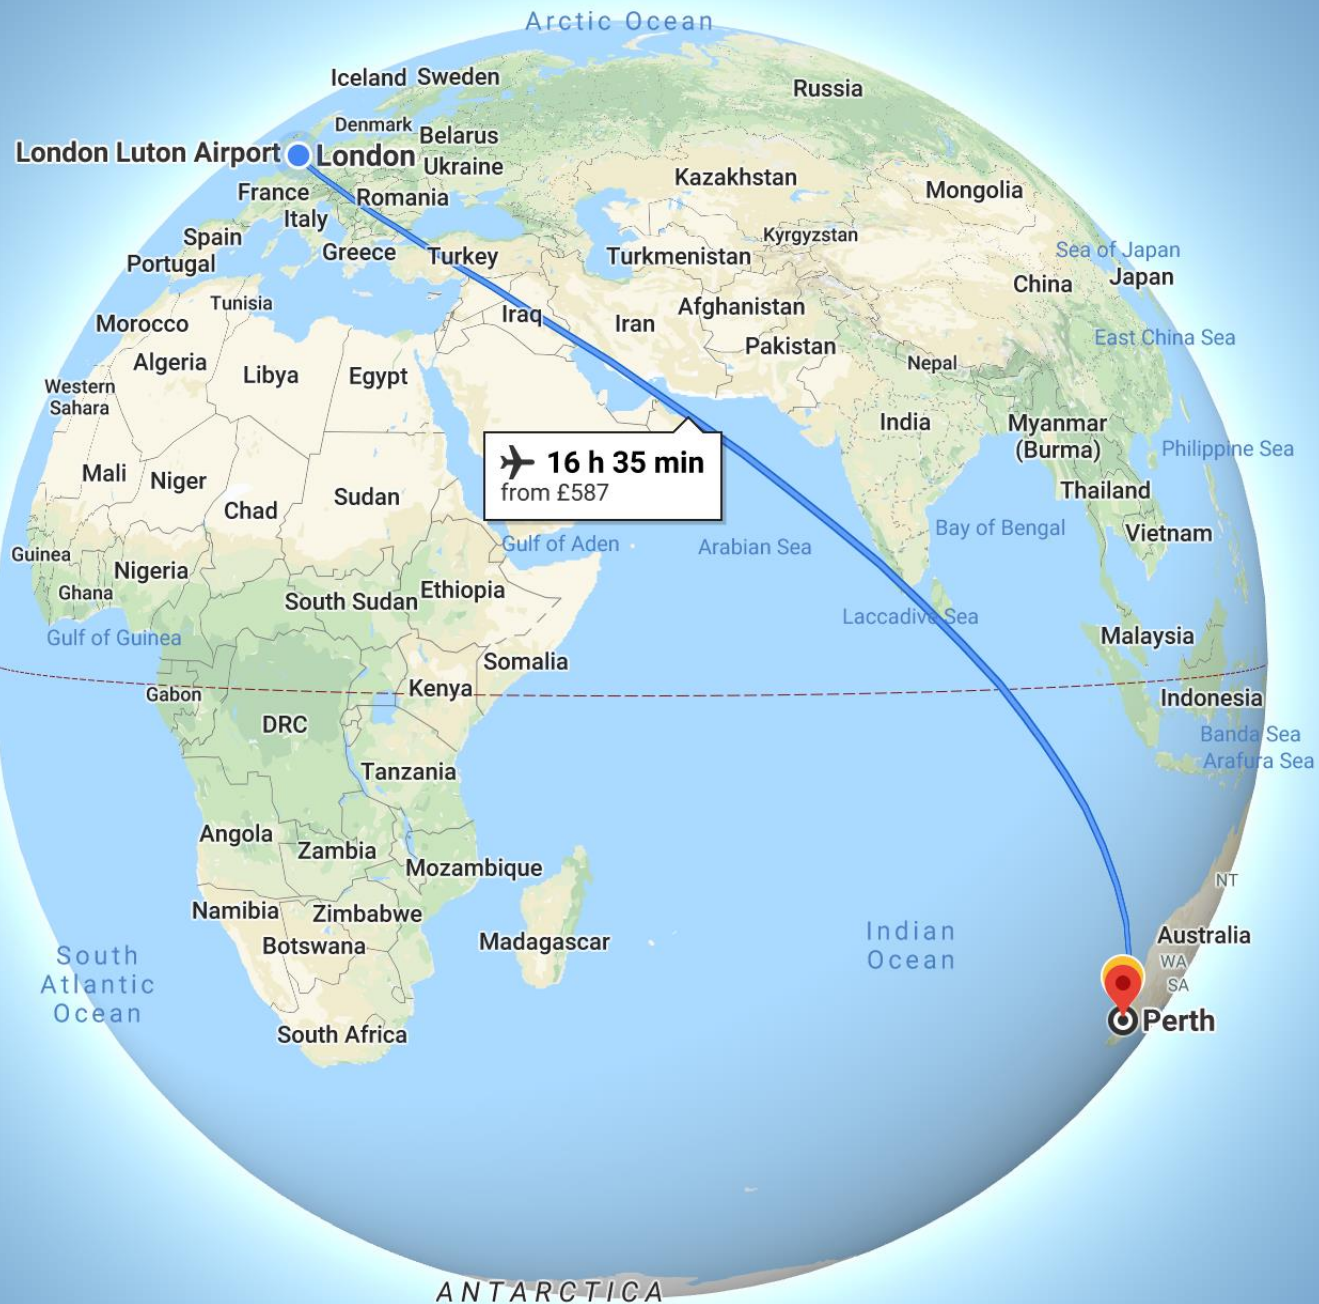 Arctic Ocean
Iceland
Sweden
Russia
Denmark
Belarus
London Luton Airport
London
Ukraine
Kazakhstan
Mongolia
France
Romania
Italy
Spain
Kyrgyzstan
Portugal
Greece
Turkey
Turkmenistan
Sea of Japan
China
Japan
Tunisia
Afghanistan
Morocco
Iraq
Iran
East China Sea
Pakistan
Algeria
Libya
Egypt
Nepal
Western
Sahara
India
Myanmar
(Burma)
Philippine Sea
16 h 35 min
from £587
Mali
Niger
Chad
Sudan
Thailand
Bay of Bengal
Vietnam
Gulf of Aden
Arabian Sea
Guinea
Nigeria
Ghana
South Sudan
Ethiopia
Laccadive Sea
Gulf of Guinea
Malaysia
Somalia
Gabon
Kenya
Indonesia
DRC
Banda Sea
Arafura Sea
Tanzania
Angola
Zambia
Mozambique
NT
Namibia
Zimbabwe
Botswana
Madagascar
Indian
Ocean
Australia
WA
SA
South
Atlantic
Ocean
Perth
South Africa
ANTARCTICA